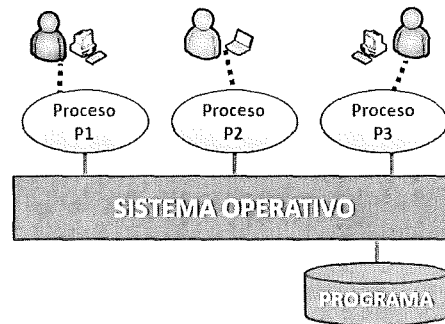 Proceso
P1
Proceso
P2
Proceso
P3
SISTEMA OPERATIVO
PROGRAMA